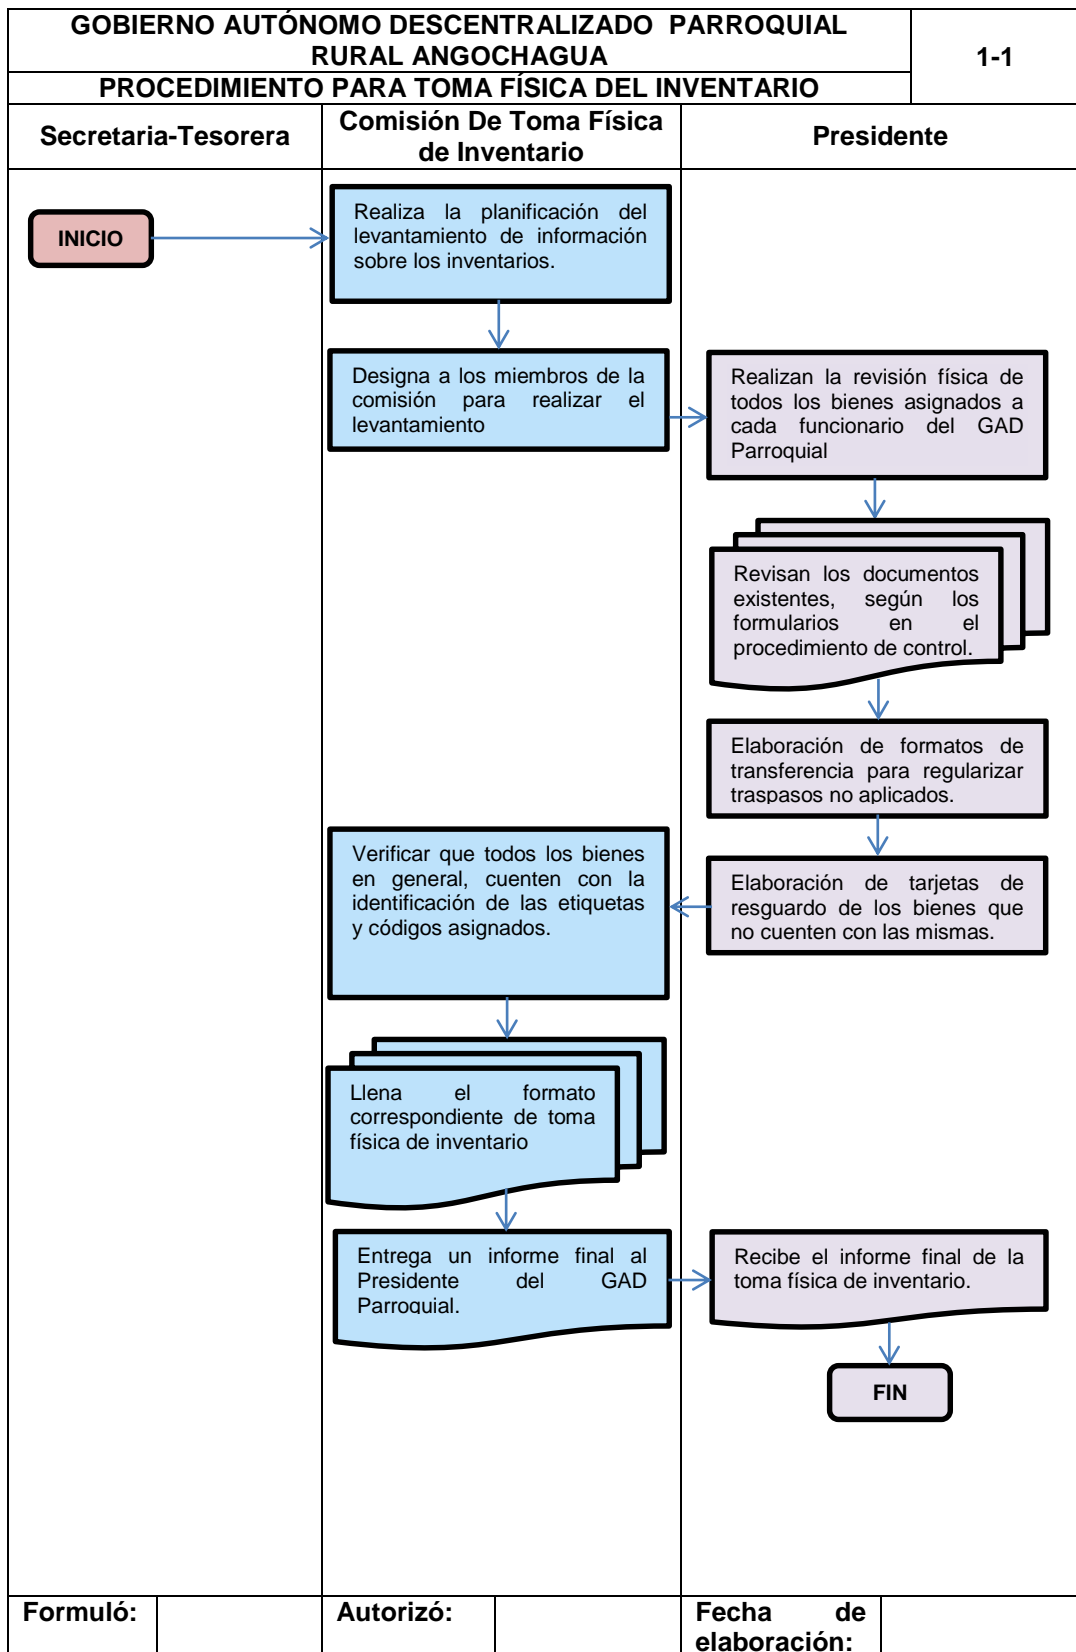 GOBIERNO AUTÓNOMO DESCENTRALIZADO PARROQUIAL
RURAL ANGOCHAGUA
1-1
PROCEDIMIENTO PARA TOMA FÍSICA DEL INVENTARIO
Secretaria-Tesorera
Comisión De Toma Física
de Inventario
Presidente
INICIO
Realiza la planificación del
levantamiento de información
sobre los inventarios.
Designa a los miembros de la
comisión para realizar el
levantamiento
Realizan la revisión física de
todos los bienes asignados a
cada funcionario del GAD
Parroquial
Revisan los documentos
existentes, según los
formularios en el
procedimiento de control.
Elaboración de formatos de
transferencia para regularizar
traspasos no aplicados.
Elaboración de tarjetas de
resguardo de los bienes que
no cuenten con las mismas.
Verificar que todos los bienes
en general, cuenten con la
identificación de las etiquetas
y códigos asignados.
Llena el formato
correspondiente de toma
física de inventario
Entrega un informe final al
Presidente del GAD
Parroquial.
Recibe el informe final de la
toma física de inventario.
FIN
Formuló:
Autorizó:
Fecha de
elaboración: